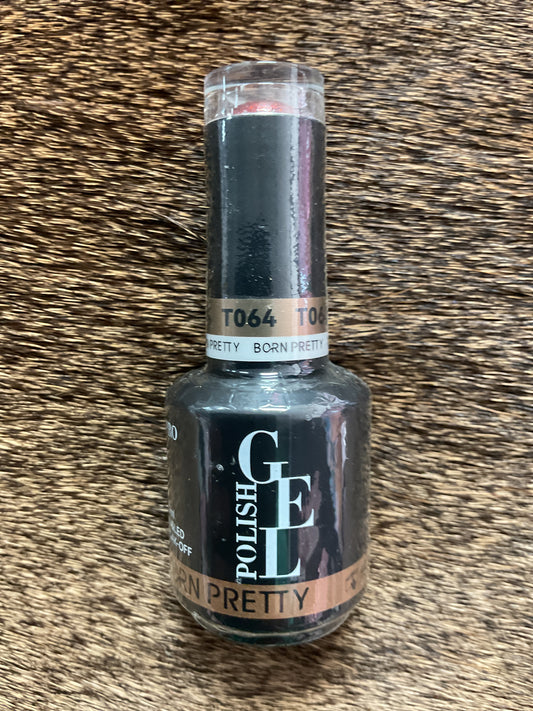 T064 T06
PRETTY BORN PRETTY
GEL
POLISH
BORN PRETTY